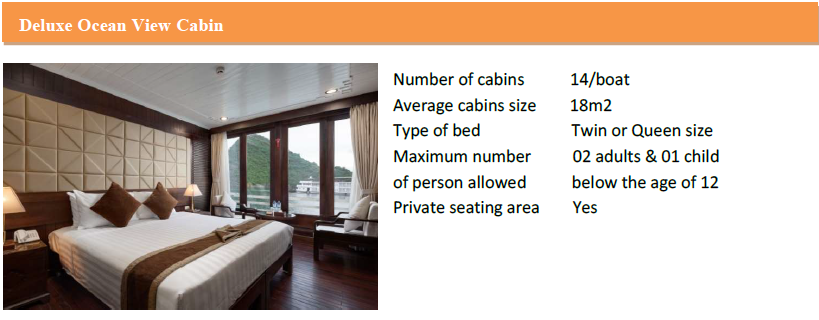 Deluxe Ocean View Cabin
Number of cabins 14/boat
Average cabins size 18m2
Type of bed Twin or Queen size
Maximum number 02 adults & 01 child
of person allowed below the age of 12
Private seating area Yes